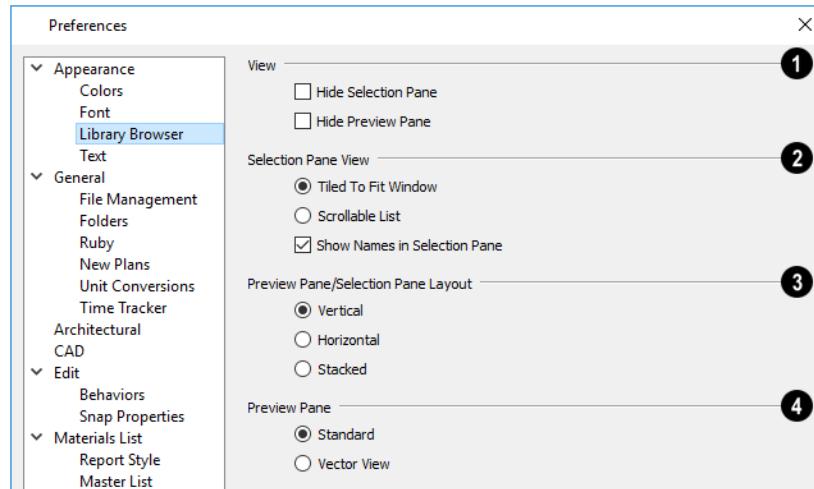 Preferences
Appearance
Colors
Font
Library Browser
Text
General
File Management
Folders
Ruby
New Plans
Unit Conversions
Time Tracker
Architectural
CAD
Edit
Behaviors
Snap Properties
Materials List
Report Style
Master List
View 1
Hide Selection Pane
Hide Preview Pane
Selection Pane View 2
Tiled To Fit Window
Scrollable List
Show Names in Selection Pane
Preview Pane/Selection Pane Layout 3
Vertical
Horizontal
Stacked
Preview Pane 4
Standard
Vector View